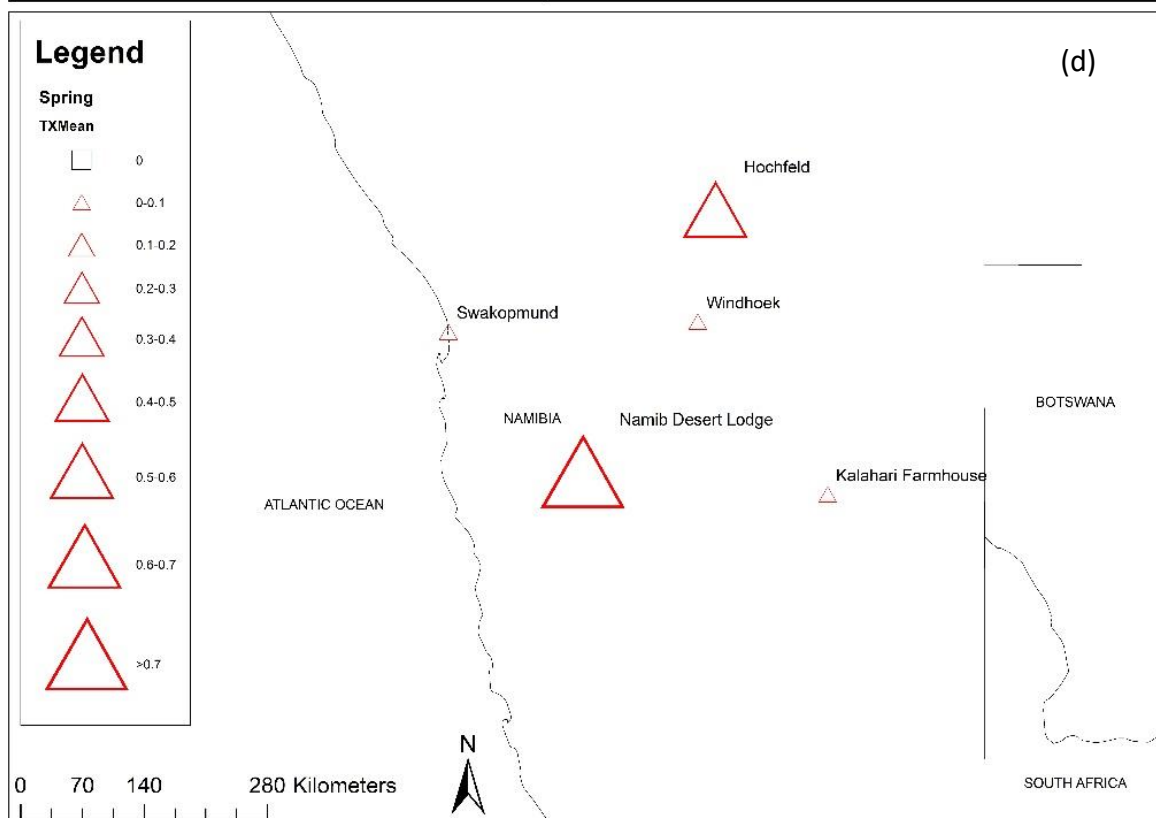 Legend
Spring
TXMean
0
0-0.1
0.1-0.2
0.2-0.3
0.3-0.4
0.4-0.5
0.5-0.6
0.6-0.7
>0.7
(d)
Hochfeld
Windhoek
Swakopmund
BOTSWANA
NAMIBIA
Namib Desert Lodge
Kalahari Farmhouse
ATLANTIC OCEAN
N
SOUTH AFRICA
0 70 140 280 Kilometers